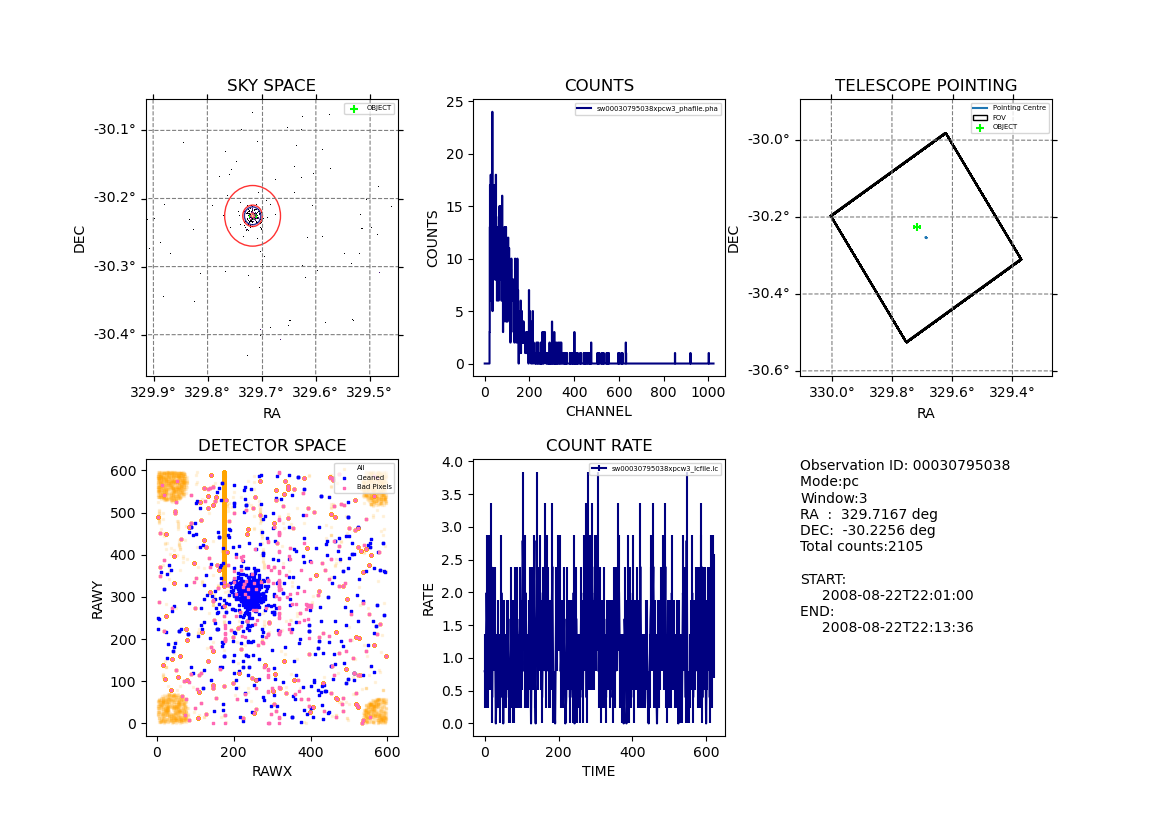 SKY SPACE
OBJECT
-30.1°
-30.2°
-30.3°
-30.4°
DEC
329.9°
329.8°
329.7°
329.6°
329.5°
RA
COUNTS
sw00030795038xpcw3_phafile.pha
25
20
15
10
5
0
COUNTS
0
200
400
600
800
1000
CHANNEL
TELESCOPE POINTING
Pointing Centre
FOV
OBJECT
-30.0°
-30.2°
-30.4°
-30.6°
DEC
330.0°
329.8°
329.6°
329.4°
RA
DETECTOR SPACE
All
Cleaned
Bad Pixels
600
500
400
300
200
100
0
RAWY
0
200
400
600
RAWX
COUNT RATE
sw00030795038xpcw3_lcfile.lc
4.0
3.5
3.0
2.5
2.0
1.5
1.0
0.5
0.0
RATE
0
200
400
600
TIME
Observation ID: 00030795038
Mode:pc
Window:3
RA  :  329.7167 deg
DEC:  -30.2256 deg
Total counts:2105
START:
2008-08-22T22:01:00
END:
2008-08-22T22:13:36